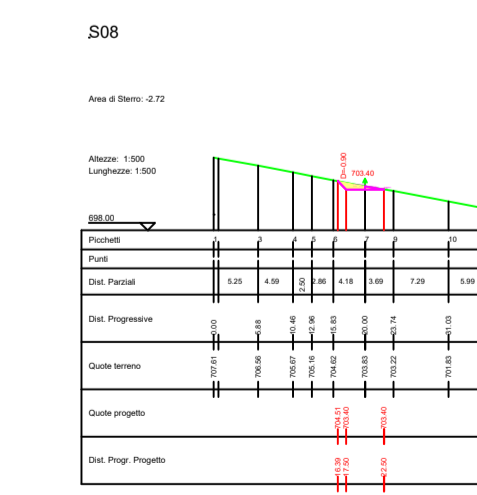 S08
Area di Sterro: -2.72
Altezze: 1:500
Lunghezze: 1:500
D=-0.90
703.40
698.00
Picchetti 1 3 4 5 6 7 9 10
Punti
Dist. Parziali 5.25 4.59 2.50 2.86 4.18 3.69 7.29 5.99
Dist. Progressive 0.00 5.88 10.46 12.96 15.83 20.00 23.74 31.03
Quote terreno 707.61 706.56 705.67 705.16 704.62 703.83 703.22 701.83
Quote progetto 704.51 703.40 703.40
Dist. Progr. Progetto 16.39 17.50 22.50